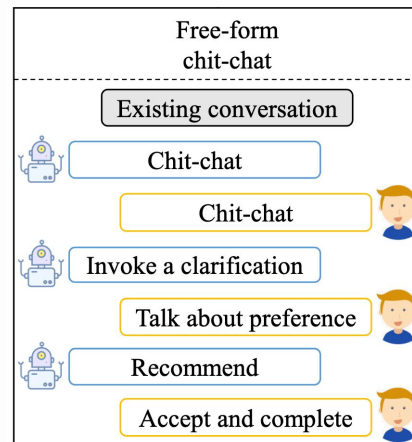 Free-form
chit-chat
Existing conversation
Chit-chat
Chit-chat
Invoke a clarification
Talk about preference
Recommend
Accept and complete